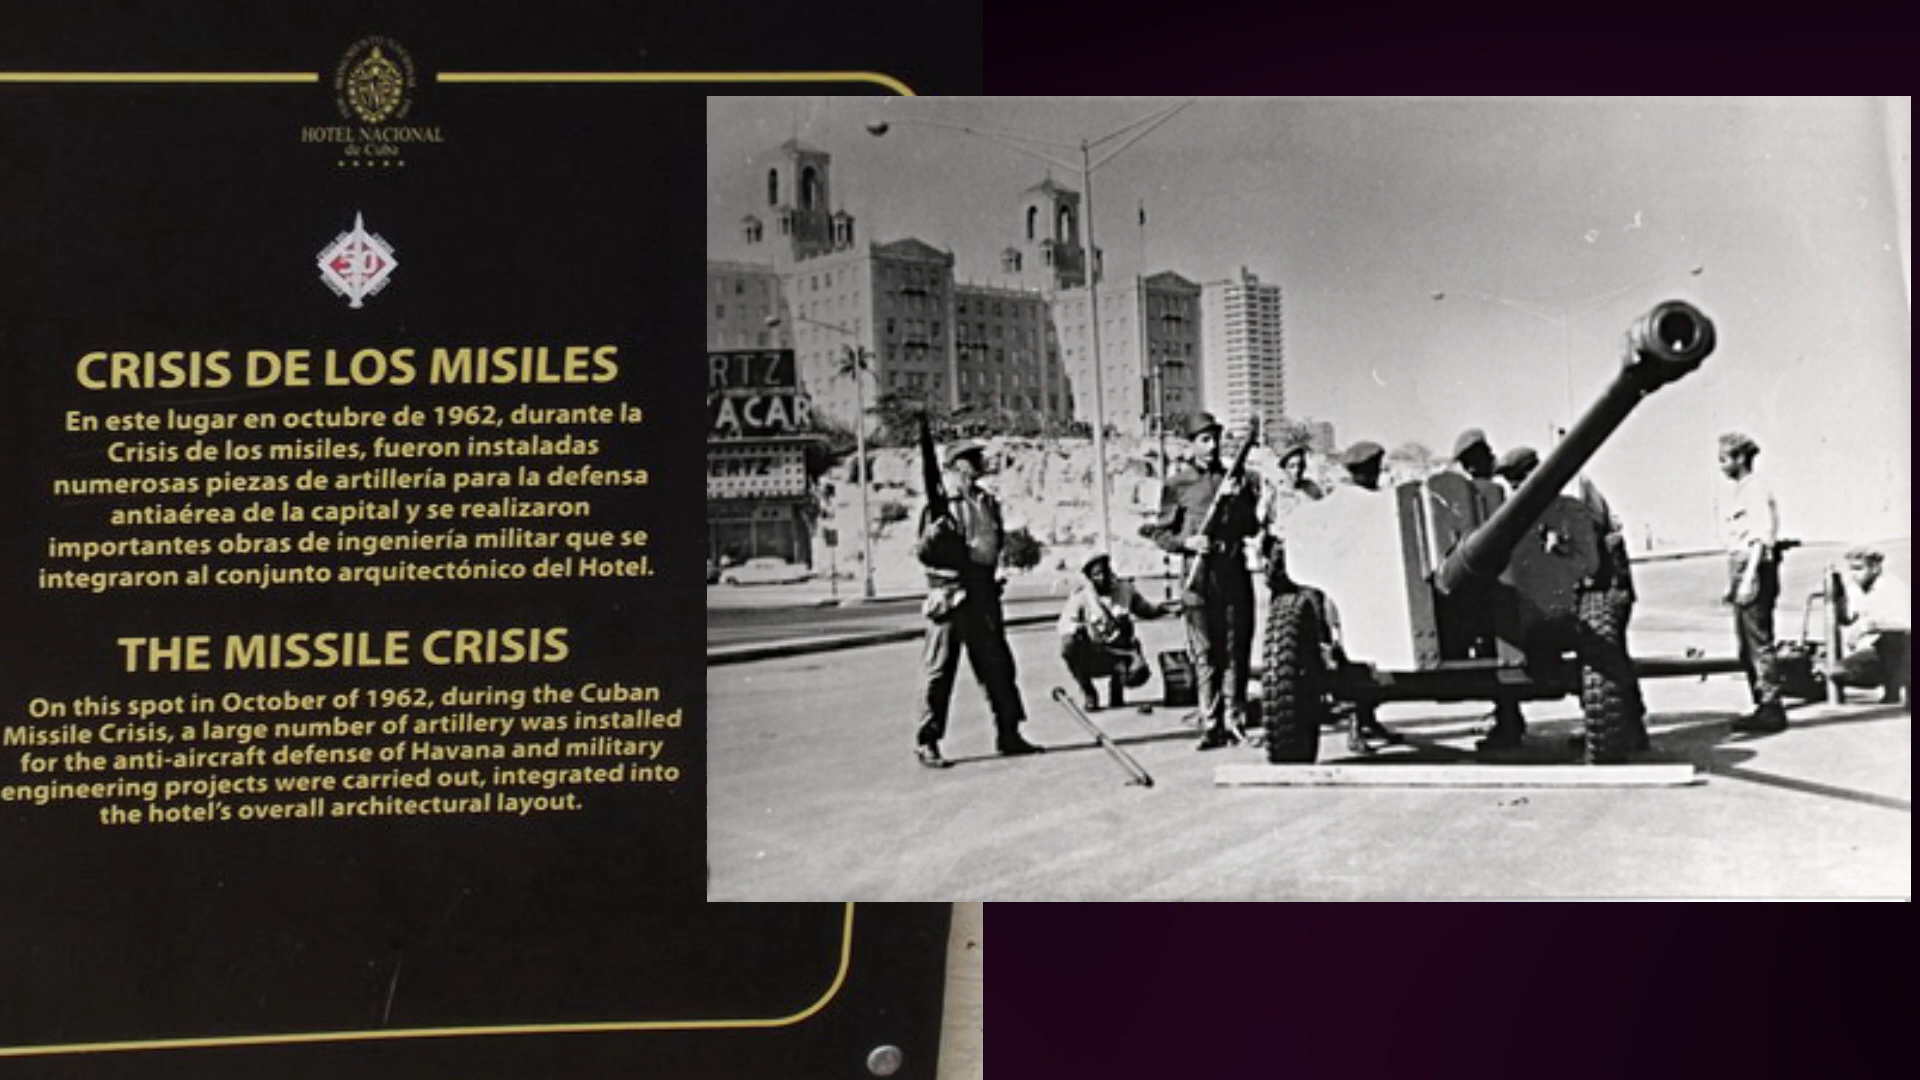 HOTEL NACIONAL
de Cuba
30
CRISIS DE LOS MISILES
En este lugar en octubre de 1962, durante la
Crisis de los misiles, fueron instaladas
numerosas piezas de artillería para la defensa
antiaérea de la capital y se realizaron
importantes obras de ingeniería militar que se
integraron al conjunto arquitectónico del Hotel.
THE MISSILE CRISIS
On this spot in October of 1962, during the Cuban
Missile Crisis, a large number of artillery was installed
for the anti-aircraft defense of Havana and military
engineering projects were carried out, integrated into
the hotel's overall architectural layout.
RTZ
ACAR
ERTZ